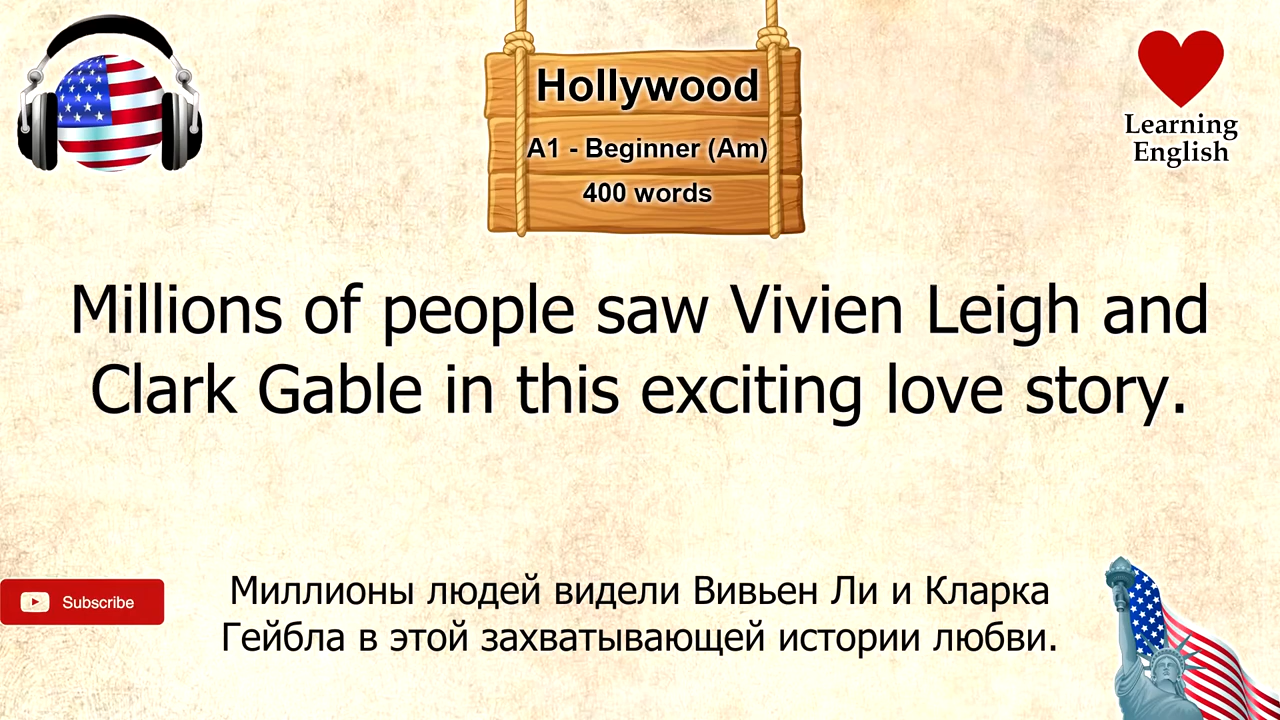 Hollywood
A1 - Beginner (Am)
400 words
Learning
English
Millions of people saw Vivien Leigh and
Clark Gable in this exciting love story.
Subscribe
Миллионы людей видели Вивьен Ли и Кларка
Гейбла в этой захватывающей истории любви.